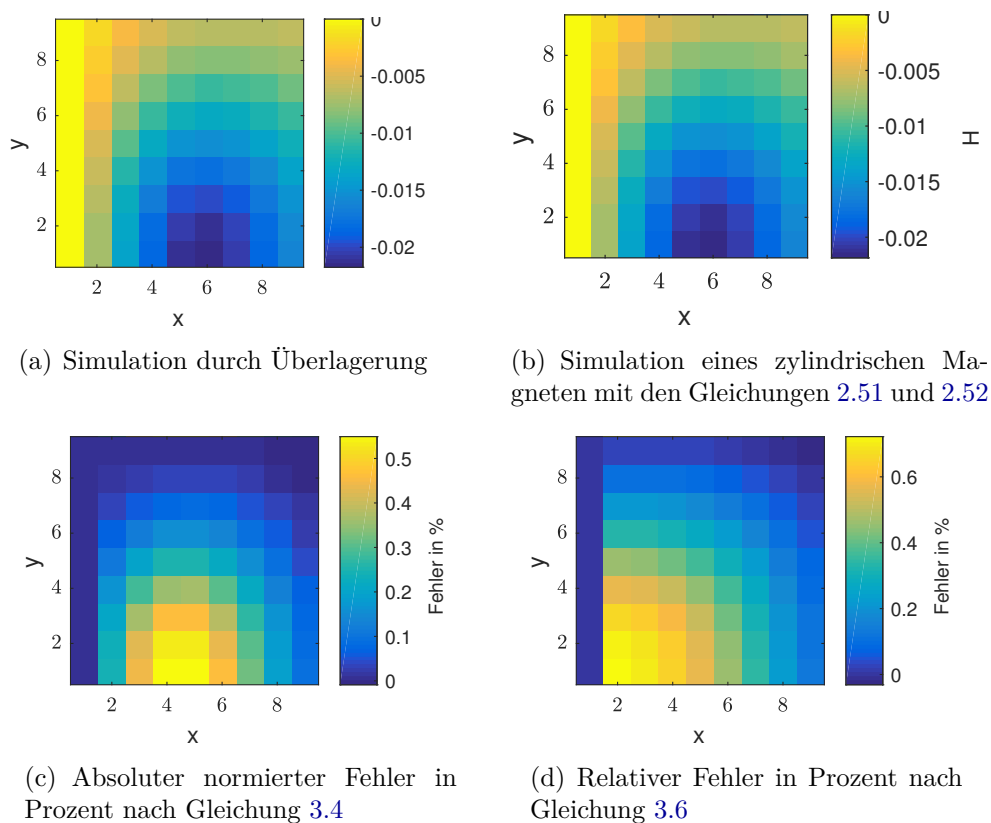 0
-0.005
-0.01
-0.015
-0.02
8
6
4
2
y
2 4 6 8
x
(a) Simulation durch Überlagerung
0
-0.005
-0.01
-0.015
-0.02
H
8
6
4
2
y
2 4 6 8
x
(b) Simulation eines zylindrischen Ma-
gneten mit den Gleichungen 2.51 und 2.52
0.5
0.4
0.3
0.2
0.1
0
Fehler in %
8
6
4
2
y
2 4 6 8
x
(c) Absoluter normierter Fehler in
Prozent nach Gleichung 3.4
0.6
0.4
0.2
0
Fehler in %
8
6
4
2
y
2 4 6 8
x
(d) Relativer Fehler in Prozent nach
Gleichung 3.6